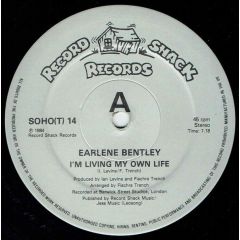 RECORD SHACK
RECORDS
SOHO(T) 14
A
45 rpm
Stereo
Time: 7.18
℗ 1984
Record Shack Records
EARLENE BENTLEY
I'M LIVING MY OWN LIFE
(I. Levine/F. Trench)
Produced by Ian Levine and Fiachra Trench
Arranged by Fiachra Trench
Recorded at Berwick Street Studios, London
Published by Record Shack Music/
Jess Music (Leosong)